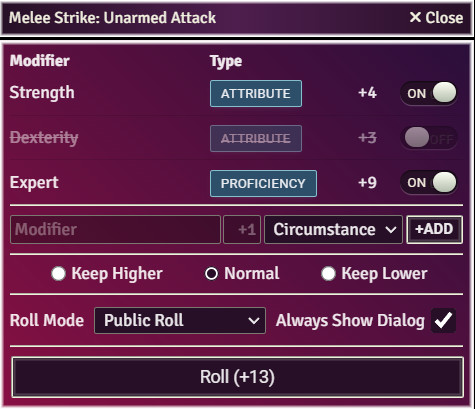 Melee Strike: Unarmed Attack ✕ Close
Modifier Type
Strength ATTRIBUTE +4 ON
Dexterity ATTRIBUTE +3 OFF
Expert PROFICIENCY +9 ON
Modifier +1 Circumstance +ADD
Keep Higher Normal Keep Lower
Roll Mode Public Roll Always Show Dialog
Roll (+13)